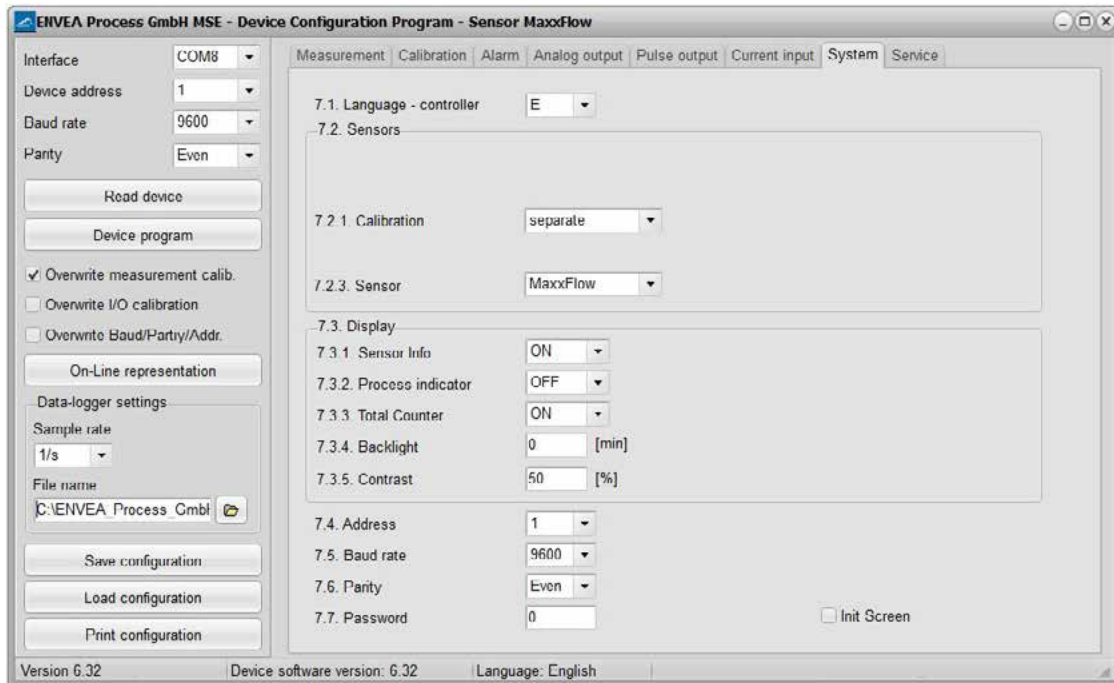 ENVEA Process GmbH MSE - Device Configuration Program - Sensor MaxxFlow
Interface COM8
Device address 1
Baud rate 9600
Parity Even
Read device
Device program
Overwrite measurement calib.
Overwrite I/O calibration
Overwrite Baud/Partiy/Addr.
On-Line representation
Data-logger settings
Sample rate
1/s
File name
C:\ENVEA_Process_Gmbl
Save configuration
Load configuration
Print configuration
Measurement Calibration Alarm Analog output Pulse output Current input System Service
7.1. Language - controller E
7.2. Sensors
7.2.1. Calibration separate
7.2.3. Sensor MaxxFlow
7.3. Display
7.3.1. Sensor Info ON
7.3.2. Process indicator OFF
7.3.3. Total Counter ON
7.3.4. Backlight 0 [min]
7.3.5. Contrast 50 [%]
7.4. Address 1
7.5. Baud rate 9600
7.6. Parity Even
7.7. Password 0 Init Screen
Version 6.32 Device software version: 6.32 Language: English